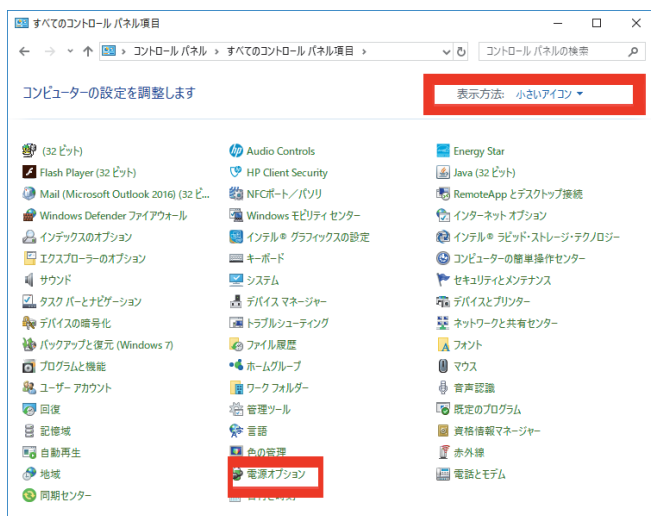 すべてのコントロール パネル項目
コントロール パネル › すべてのコントロール パネル項目 ›
コントロール パネルの検索
コンピューターの設定を調整します
表示方法: 小さいアイコン
(32 ビット)
Audio Controls
Energy Star
Flash Player (32 ビット)
HP Client Security
Java (32 ビット)
Mail (Microsoft Outlook 2016) (32 ビ...
NFCポート／パソリ
RemoteApp とデスクトップ接続
Windows Defender ファイアウォール
Windows モビリティ センター
インターネット オプション
インデックスのオプション
インテル® グラフィックスの設定
インテル® ラピッド・ストレージ・テクノロジー
エクスプローラーのオプション
キーボード
コンピューターの簡単操作センター
サウンド
システム
セキュリティとメンテナンス
タスク バーとナビゲーション
デバイス マネージャー
デバイスとプリンター
デバイスの暗号化
トラブルシューティング
ネットワークと共有センター
バックアップと復元 (Windows 7)
ファイル履歴
フォント
プログラムと機能
ホームグループ
マウス
ユーザー アカウント
ワーク フォルダー
音声認識
回復
管理ツール
既定のプログラム
記憶域
言語
資格情報マネージャー
自動再生
色の管理
赤外線
地域
電源オプション
電話とモデム
同期センター